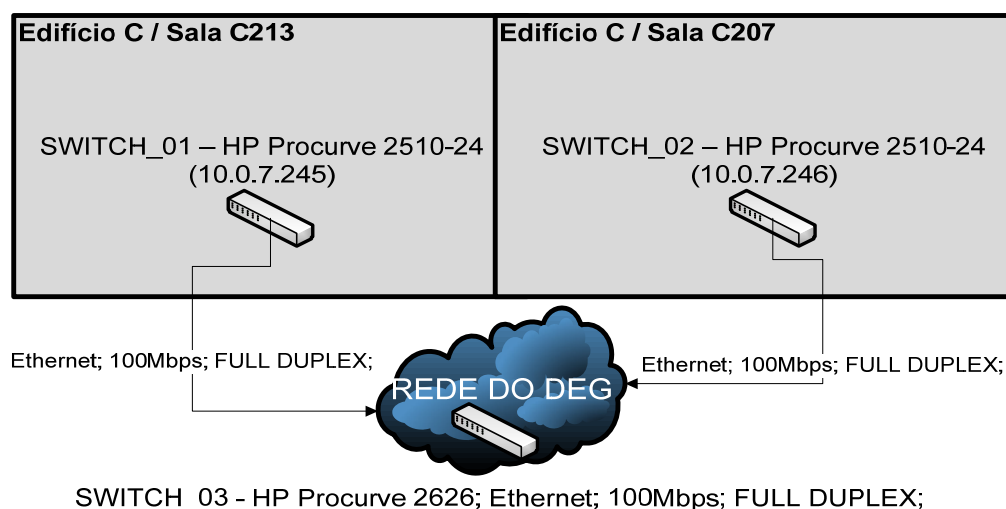 Edifício C / Sala C213
Edifício C / Sala C207
SWITCH_01 – HP Procurve 2510-24
(10.0.7.245)
SWITCH_02 – HP Procurve 2510-24
(10.0.7.246)
Ethernet; 100Mbps; FULL DUPLEX;
Ethernet; 100Mbps; FULL DUPLEX;
REDE DO DEG
SWITCH_03 - HP Procurve 2626; Ethernet; 100Mbps; FULL DUPLEX;